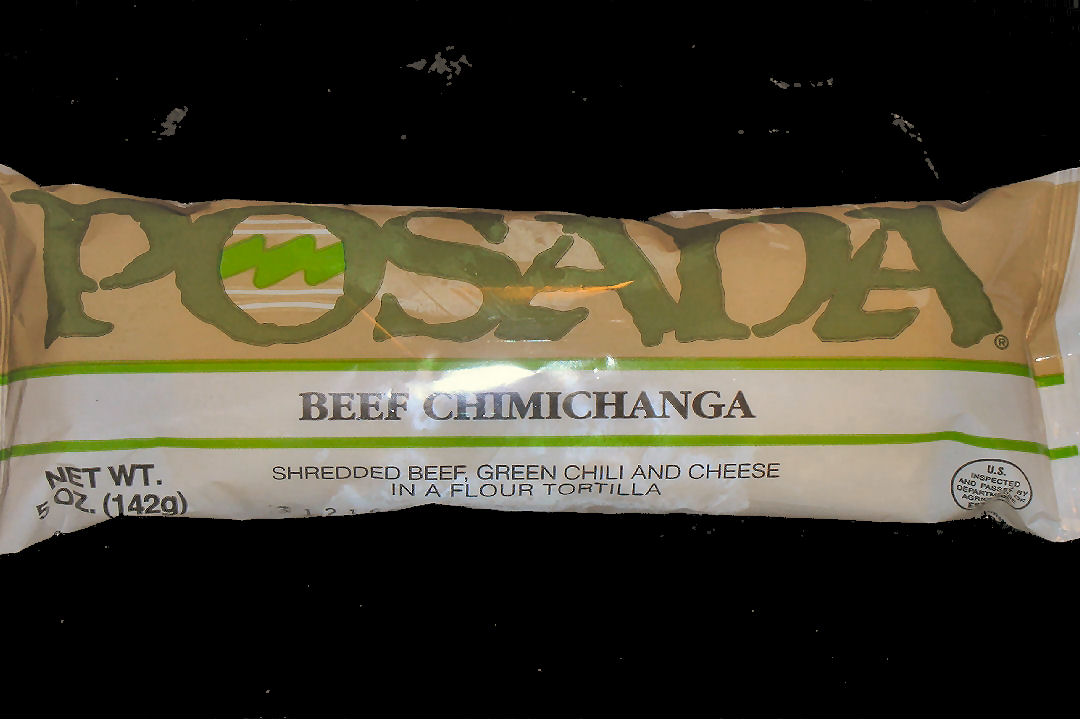 POSADA®
BEEF CHIMICHANGA
SHREDDED BEEF, GREEN CHILI AND CHEESE
IN A FLOUR TORTILLA
NET WT.
5 OZ. (142g)
U.S.
INSPECTED
AND PASSED BY